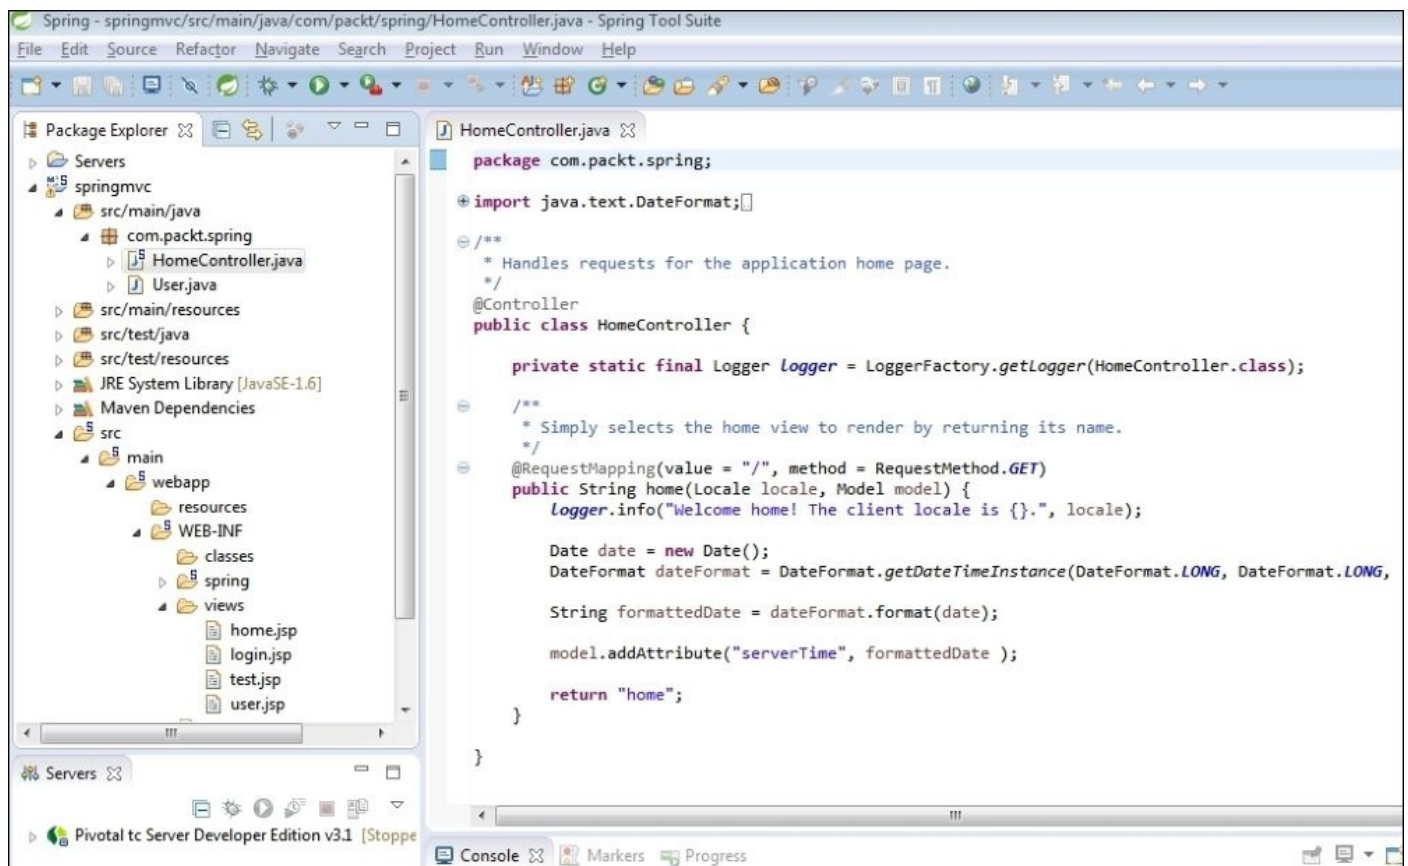 Spring - springmvc/src/main/java/com/packt/spring/HomeController.java - Spring Tool Suite
File Edit Source Refactor Navigate Search Project Run Window Help
Package Explorer
Servers
springmvc
src/main/java
com.packt.spring
HomeController.java
User.java
src/main/resources
src/test/java
src/test/resources
JRE System Library [JavaSE-1.6]
Maven Dependencies
src
main
webapp
resources
WEB-INF
classes
spring
views
home.jsp
login.jsp
test.jsp
user.jsp
Servers
Pivotal tc Server Developer Edition v3.1 [Stoppe
HomeController.java
package com.packt.spring;
import java.text.DateFormat;
/**
* Handles requests for the application home page.
*/
@Controller
public class HomeController {
private static final Logger logger = LoggerFactory.getLogger(HomeController.class);
/**
* Simply selects the home view to render by returning its name.
*/
@RequestMapping(value = "/", method = RequestMethod.GET)
public String home(Locale locale, Model model) {
logger.info("Welcome home! The client locale is {}.", locale);
Date date = new Date();
DateFormat dateFormat = DateFormat.getDateTimeInstance(DateFormat.LONG, DateFormat.LONG,
String formattedDate = dateFormat.format(date);
model.addAttribute("serverTime", formattedDate );
return "home";
}
}
Console Markers Progress